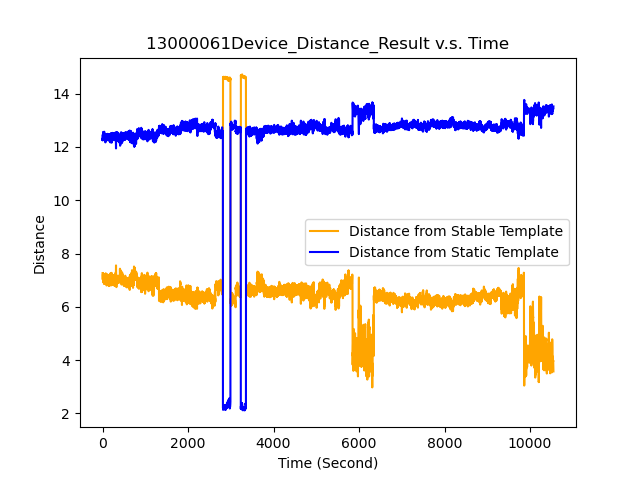 13000061Device_Distance_Result v.s. Time
Distance
14
12
10
8
6
4
2
Distance from Stable Template
Distance from Static Template
0
2000
4000
6000
8000
10000
Time (Second)